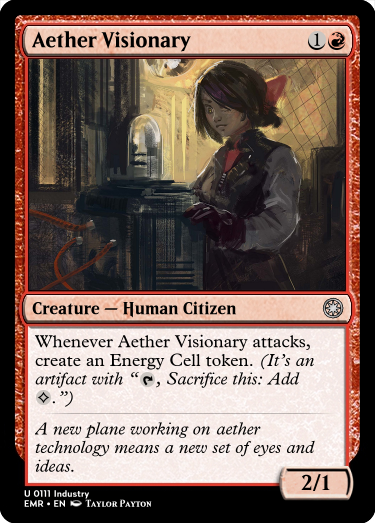 Aether Visionary 1
Creature — Human Citizen
Whenever Aether Visionary attacks,
create an Energy Cell token. (It's an
artifact with “, Sacrifice this: Add
.”)
A new plane working on aether
technology means a new set of eyes and
ideas.
2/1
U 0111 Industry
EMR • EN Taylor Payton